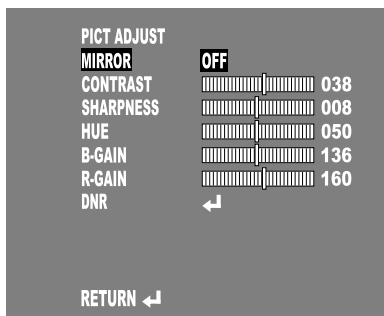 PICT ADJUST
MIRROR OFF
CONTRAST 038
SHARPNESS 008
HUE 050
B-GAIN 136
R-GAIN 160
DNR ↵
RETURN ↵